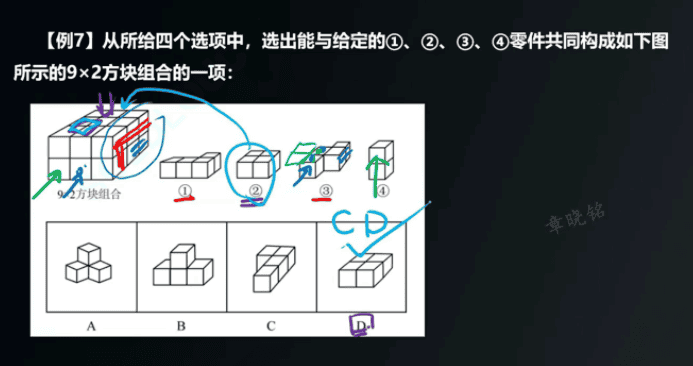 【例7】从所给四个选项中，选出能与给定的①、②、③、④零件共同构成如下图
所示的9×2方块组合的一项：
9×2方块组合
①
②
③
④
CD
章晓铭
A
B
C
D